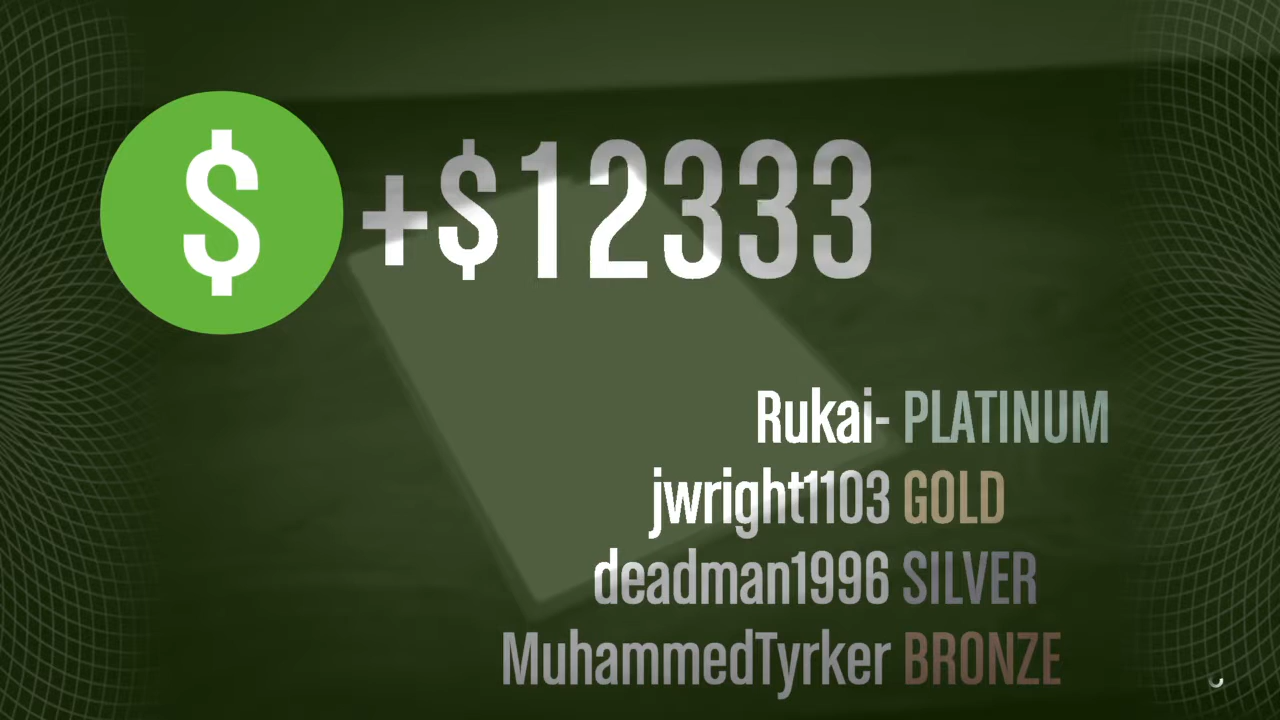 $ +$12333
Rukai- PLATINUM
jwright1103 GOLD
deadman1996 SILVER
MuhammedTyrker BRONZE